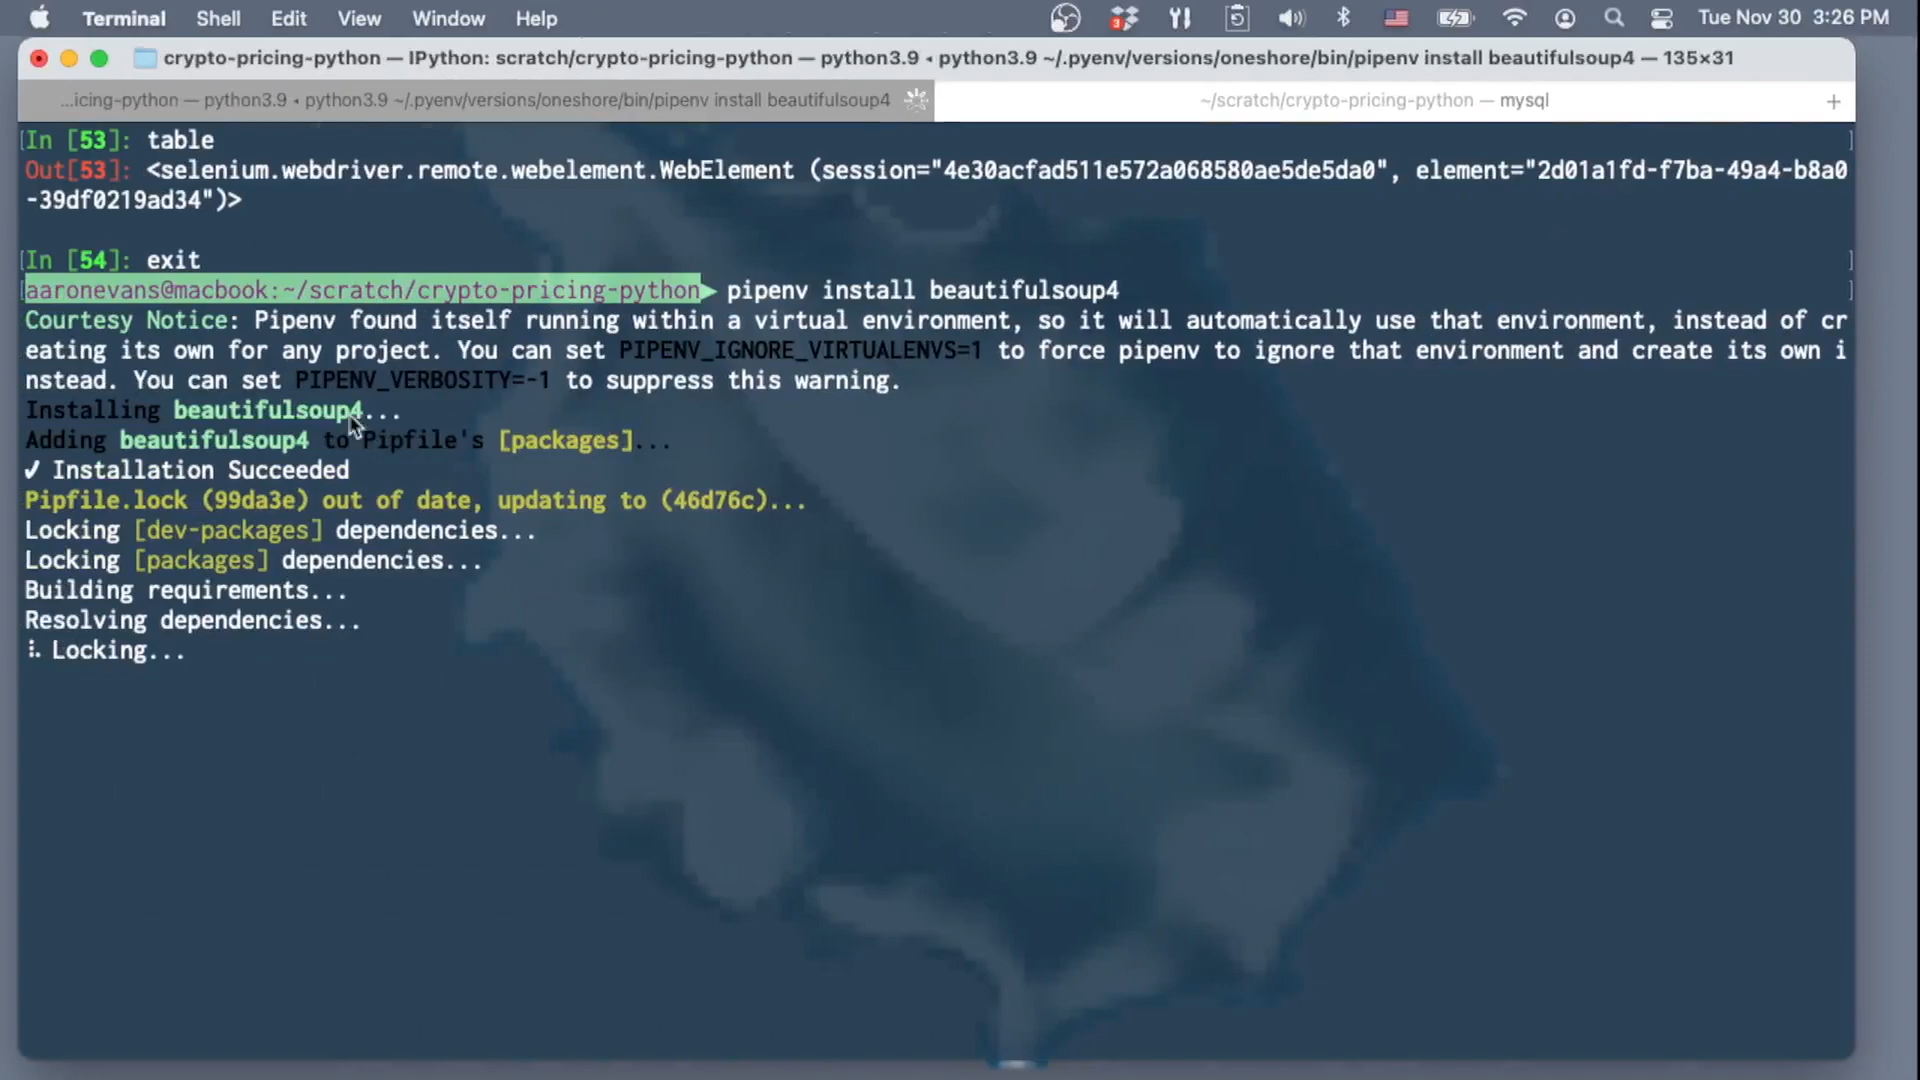 Terminal Shell Edit View Window Help 3 Tue Nov 30 3:26 PM
crypto-pricing-python — IPython: scratch/crypto-pricing-python — python3.9 ◂ python3.9 ~/.pyenv/versions/oneshore/bin/pipenv install beautifulsoup4 — 135×31
...icing-python — python3.9 ◂ python3.9 ~/.pyenv/versions/oneshore/bin/pipenv install beautifulsoup4 ~/scratch/crypto-pricing-python — mysql +
[In [53]: table ]
Out[53]: <selenium.webdriver.remote.webelement.WebElement (session="4e30acfad511e572a068580ae5de5da0", element="2d01a1fd-f7ba-49a4-b8a0
-39df0219ad34")>
[In [54]: exit ]
[aaronevans@macbook:~/scratch/crypto-pricing-python▶ pipenv install beautifulsoup4 ]
Courtesy Notice: Pipenv found itself running within a virtual environment, so it will automatically use that environment, instead of cr
eating its own for any project. You can set PIPENV_IGNORE_VIRTUALENVS=1 to force pipenv to ignore that environment and create its own i
nstead. You can set PIPENV_VERBOSITY=-1 to suppress this warning.
Installing beautifulsoup4...
Adding beautifulsoup4 to Pipfile's [packages]...
✔ Installation Succeeded
Pipfile.lock (99da3e) out of date, updating to (46d76c)...
Locking [dev-packages] dependencies...
Locking [packages] dependencies...
Building requirements...
Resolving dependencies...
⠧ Locking...